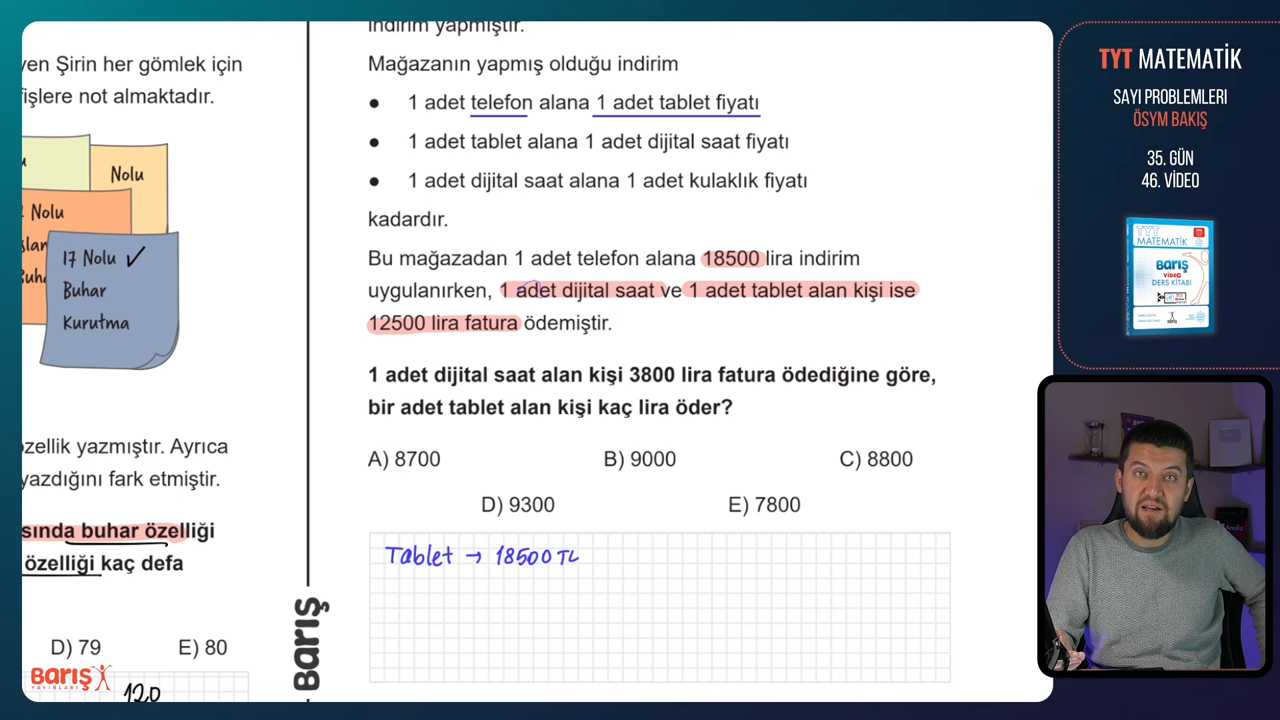 yen Şirin her gömlek için
fişlere not almaktadır.
Nolu
Nolu
17 Nolu ✓
Buhar
Kurutma
özellik yazmıştır. Ayrıca
yazdığını fark etmiştir.
sında buhar özelliği
özelliği kaç defa
D) 79 E) 80
BARIŞ
YAYINLARI
120
Barış
indirim yapmıştır.
Mağazanın yapmış olduğu indirim
● 1 adet telefon alana 1 adet tablet fiyatı
● 1 adet tablet alana 1 adet dijital saat fiyatı
● 1 adet dijital saat alana 1 adet kulaklık fiyatı
kadardır.
Bu mağazadan 1 adet telefon alana 18500 lira indirim
uygulanırken, 1 adet dijital saat ve 1 adet tablet alan kişi ise
12500 lira fatura ödemiştir.
1 adet dijital saat alan kişi 3800 lira fatura ödediğine göre,
bir adet tablet alan kişi kaç lira öder?
A) 8700 B) 9000 C) 8800
D) 9300 E) 7800
Tablet → 18500 TL
TYT MATEMATİK
SAYI PROBLEMLERI
ÖSYM BAKIŞ
35. GÜN
46. VİDEO
TYT
MATEMATİK
BARIŞ
VİDEO
DERS KİTABI